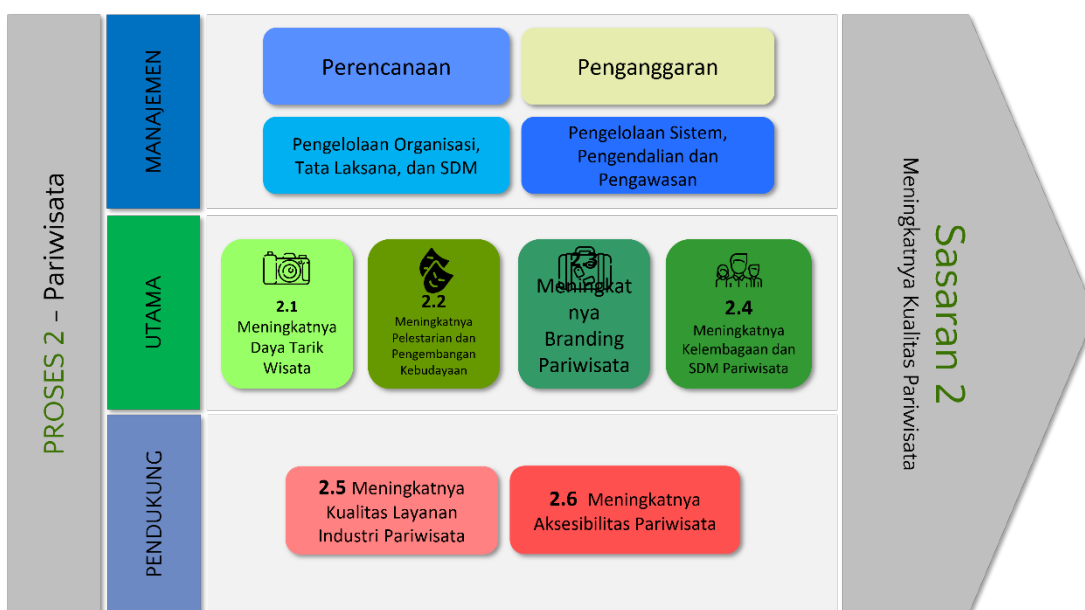 PROSES 2 – Pariwisata
MANAJEMEN
Perencanaan
Penganggaran
Pengelolaan Organisasi,
Tata Laksana, dan SDM
Pengelolaan Sistem,
Pengendalian dan
Pengawasan
UTAMA
2.1
Meningkatnya
Daya Tarik
Wisata
2.2
Meningkatnya
Pelestarian dan
Pengembangan
Kebudayaan
2.3
Meningkat
nya
Branding
Pariwisata
2.4
Meningkatnya
Kelembagaan dan
SDM Pariwisata
PENDUKUNG
2.5 Meningkatnya
Kualitas Layanan
Industri Pariwisata
2.6 Meningkatnya
Aksesibilitas Pariwisata
Sasaran 2
Meningkatnya Kualitas Pariwisata